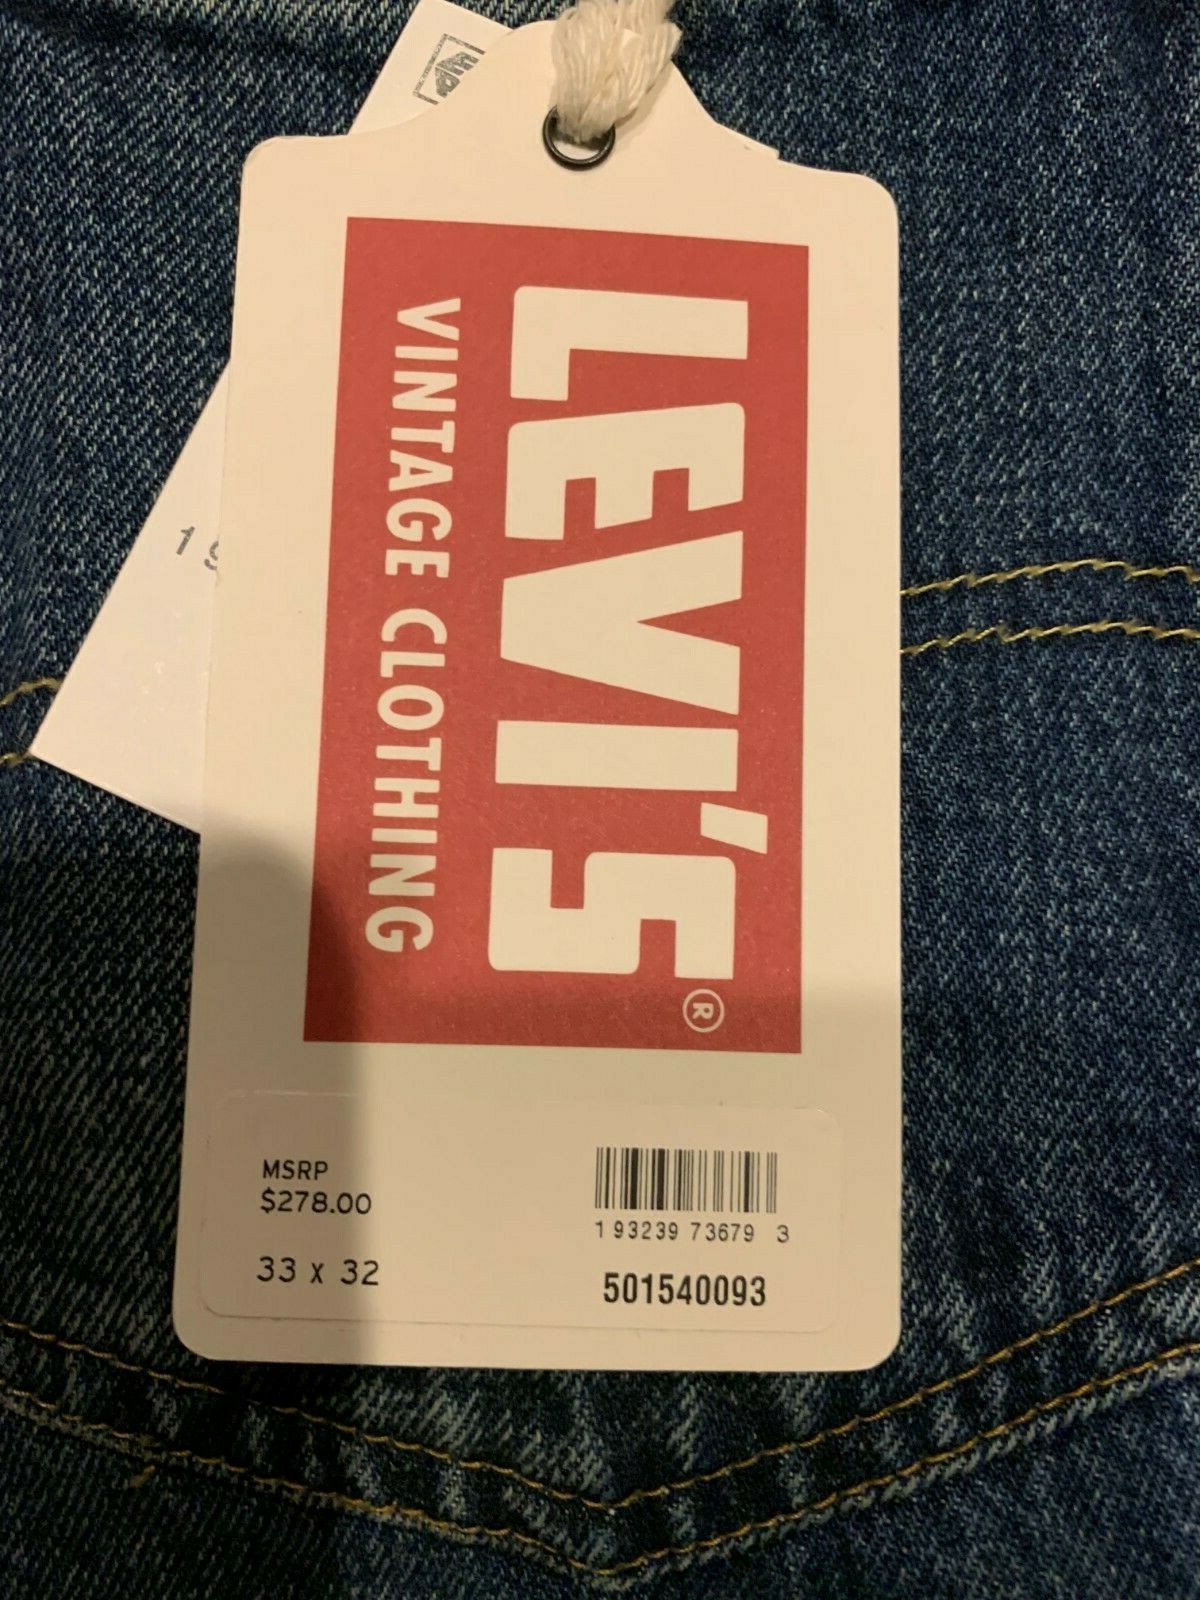 LEVI'S®
VINTAGE CLOTHING
MSRP
$278.00
33 x 32
1 93239 73679 3
501540093